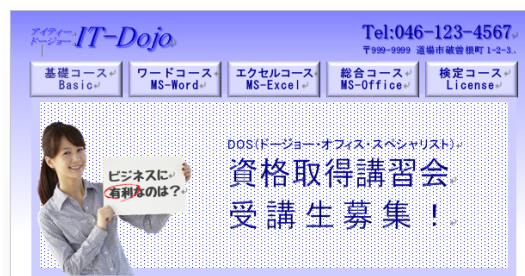 アイティー
ドージョー IT-Dojo
Tel:046-123-4567
〒999-9999 道場市破曽根町 1-2-3
基礎コース
Basic
ワードコース
MS-Word
エクセルコース
MS-Excel
総合コース
MS-Office
検定コース
License
DOS(ドージョー・オフィス・スペシャリスト)
資格取得講習会
受講生募集！
ビジネスに
有利なのは？